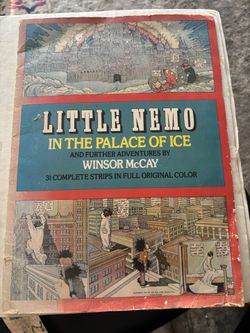 LITTLE NEMO
IN THE PALACE OF ICE
AND FURTHER ADVENTURES BY
WINSOR McCAY
31 COMPLETE STRIPS IN FULL ORIGINAL COLOR